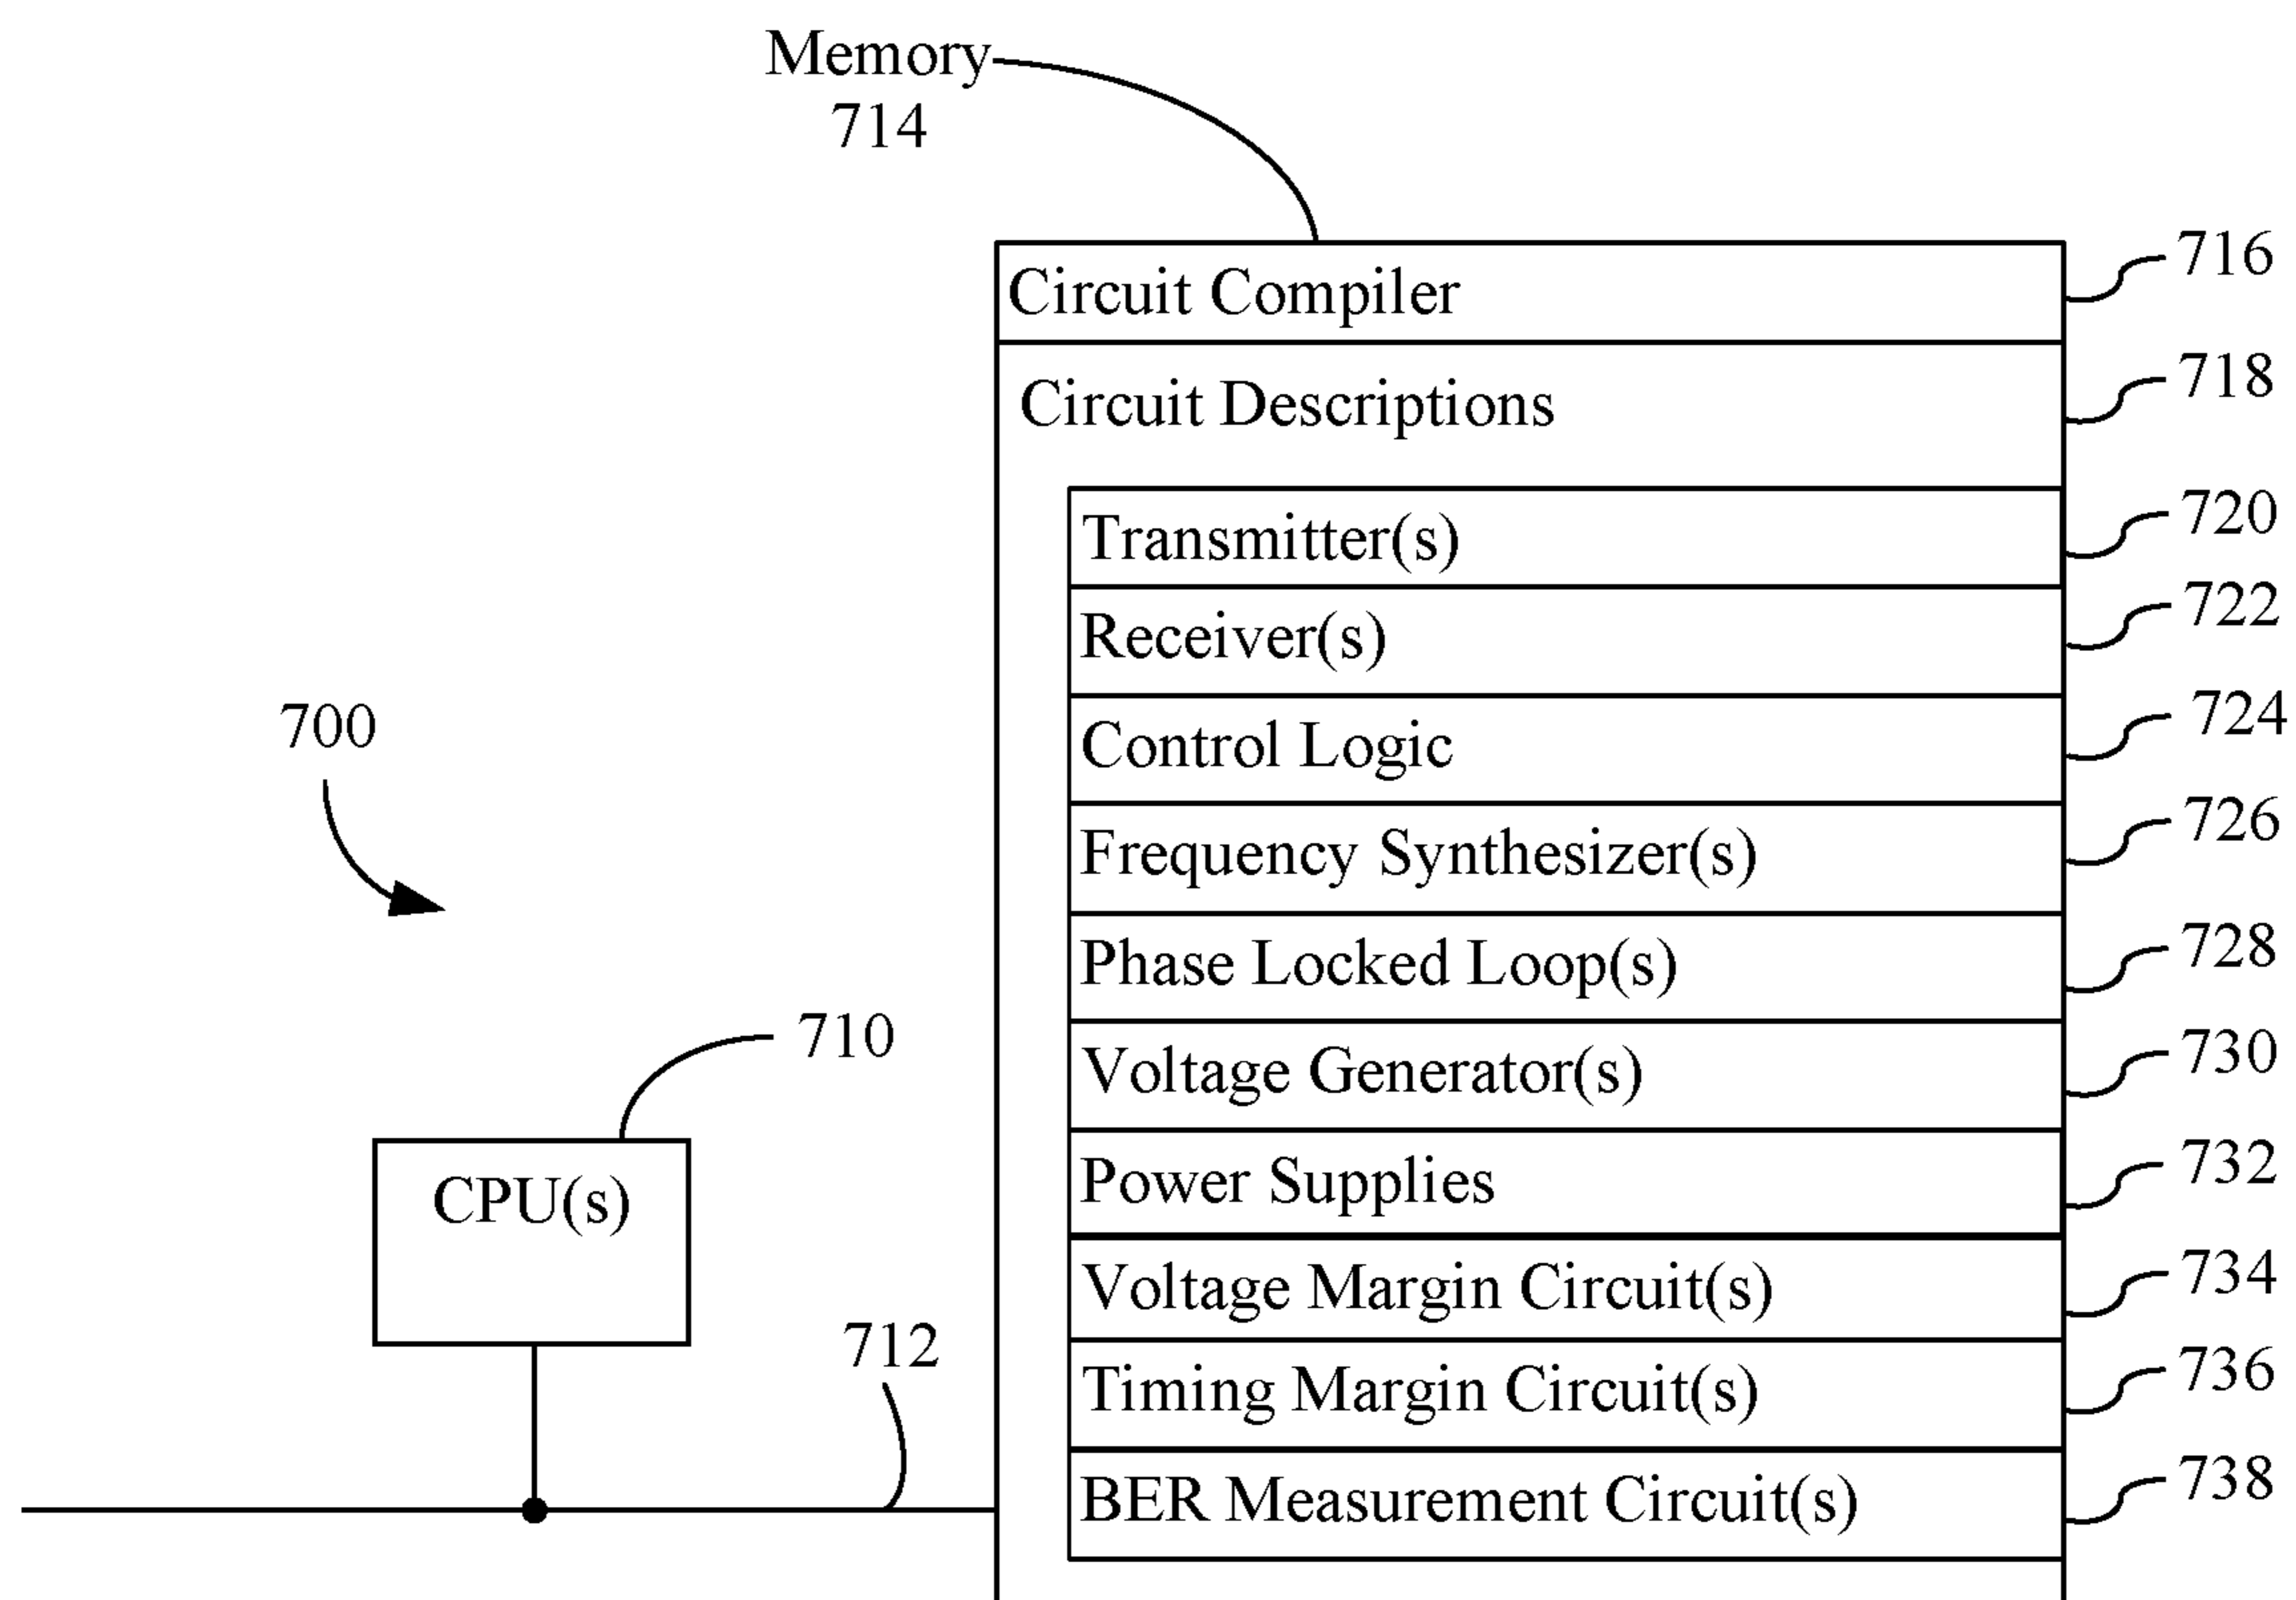 Memory
714
Circuit Compiler
716
Circuit Descriptions
718
Transmitter(s)
720
Receiver(s)
722
Control Logic
724
Frequency Synthesizer(s)
726
Phase Locked Loop(s)
728
Voltage Generator(s)
730
Power Supplies
732
Voltage Margin Circuit(s)
734
Timing Margin Circuit(s)
736
BER Measurement Circuit(s)
738
700
710
CPU(s)
712